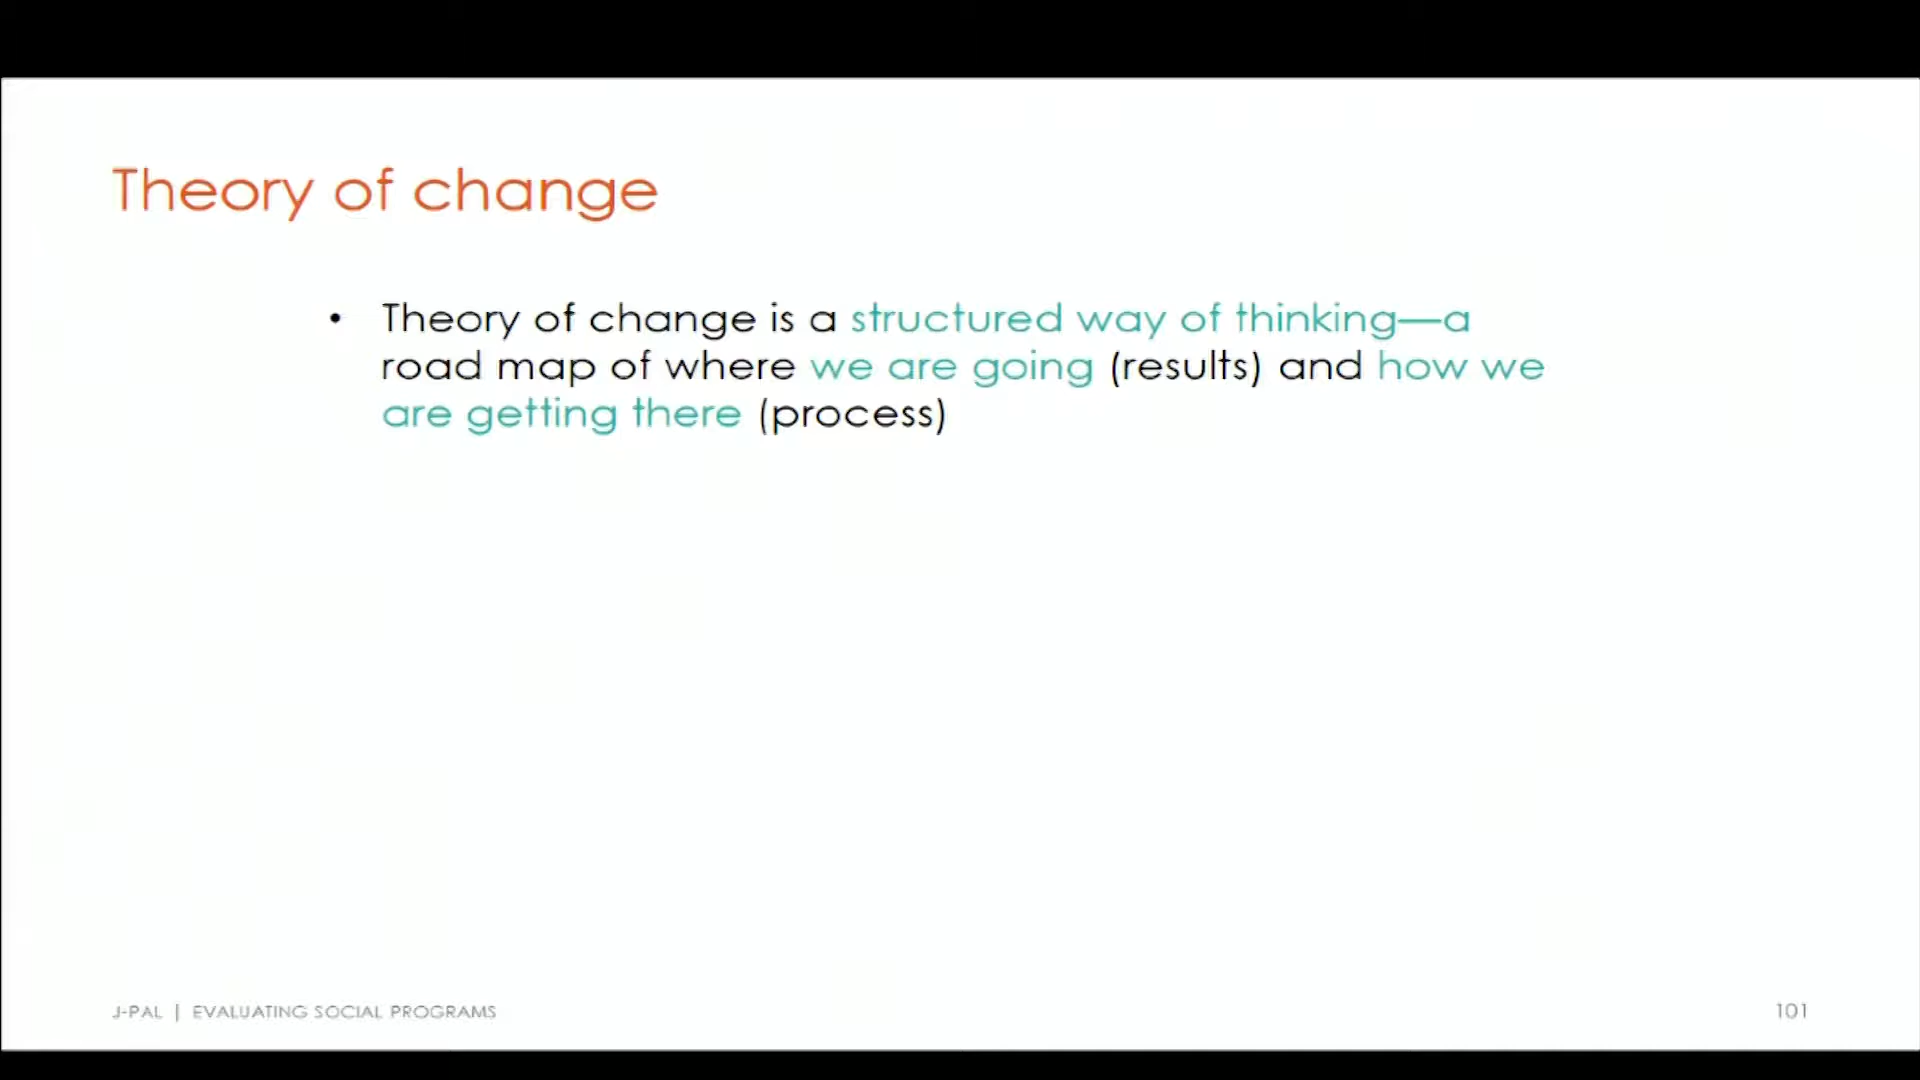 Theory of change
• Theory of change is a structured way of thinking—a
road map of where we are going (results) and how we
are getting there (process)
J-PAL | EVALUATING SOCIAL PROGRAMS
101